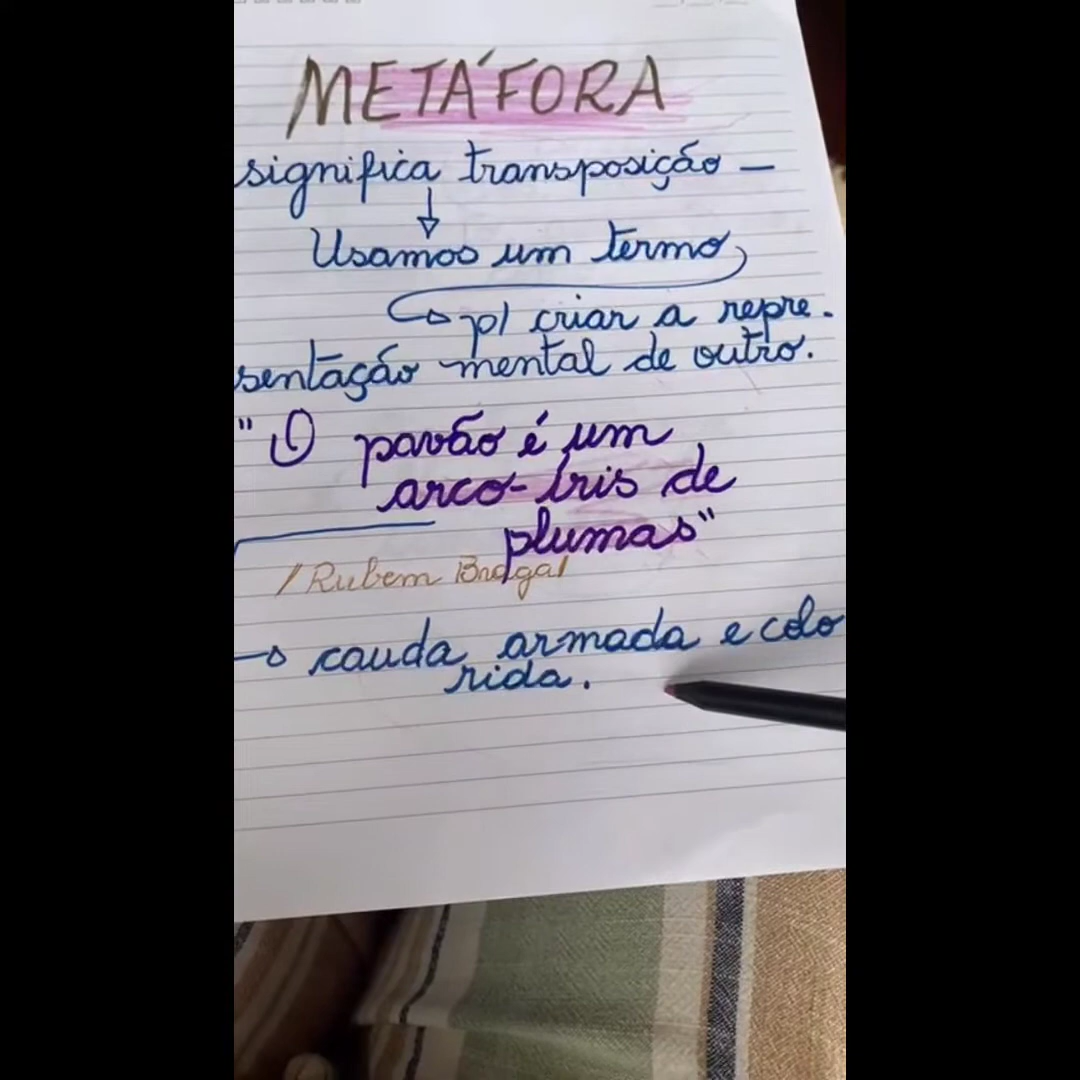 METÁFORA
significa transposição -
Usamos um termo
p/ criar a repre-
sentação mental de outro.
"O pavão é um
arco-íris de
plumas"
/Rubem Braga/
cauda armada e colo
rida.